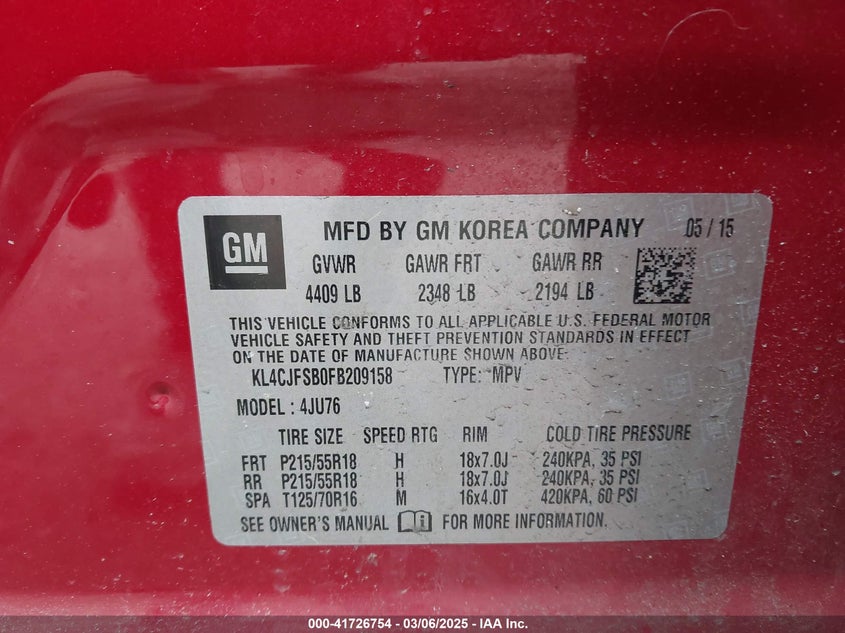 GM
MFD BY GM KOREA COMPANY 05/15
GVWR GAWR FRT GAWR RR
4409 LB 2348 LB 2194 LB
THIS VEHICLE CONFORMS TO ALL APPLICABLE U.S. FEDERAL MOTOR
VEHICLE SAFETY AND THEFT PREVENTION STANDARDS IN EFFECT
ON THE DATE OF MANUFACTURE SHOWN ABOVE.
KL4CJFSB0FB209158 TYPE: MPV
MODEL: 4JU76
TIRE SIZE SPEED RTG RIM COLD TIRE PRESSURE
FRT P215/55R18 H 18x7.0J 240KPA, 35 PSI
RR P215/55R18 H 18x7.0J 240KPA, 35 PSI
SPA T125/70R16 M 16x4.0T 420KPA, 60 PSI
SEE OWNER'S MANUAL i FOR MORE INFORMATION.
000-41726754 - 03/06/2025 - IAA Inc.